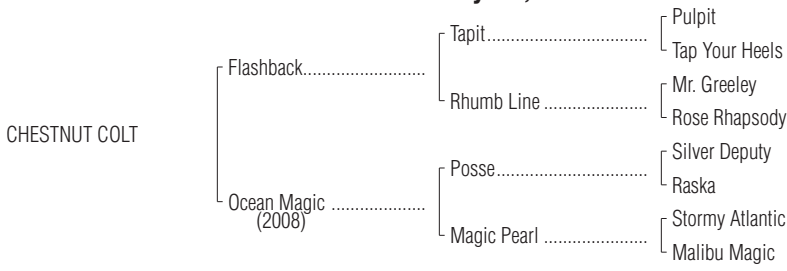 Pulpit
Tapit
Tap Your Heels
Flashback
Mr. Greeley
Rhumb Line
Rose Rhapsody
CHESTNUT COLT
Silver Deputy
Posse
Raska
Ocean Magic
(2008)
Stormy Atlantic
Magic Pearl
Malibu Magic